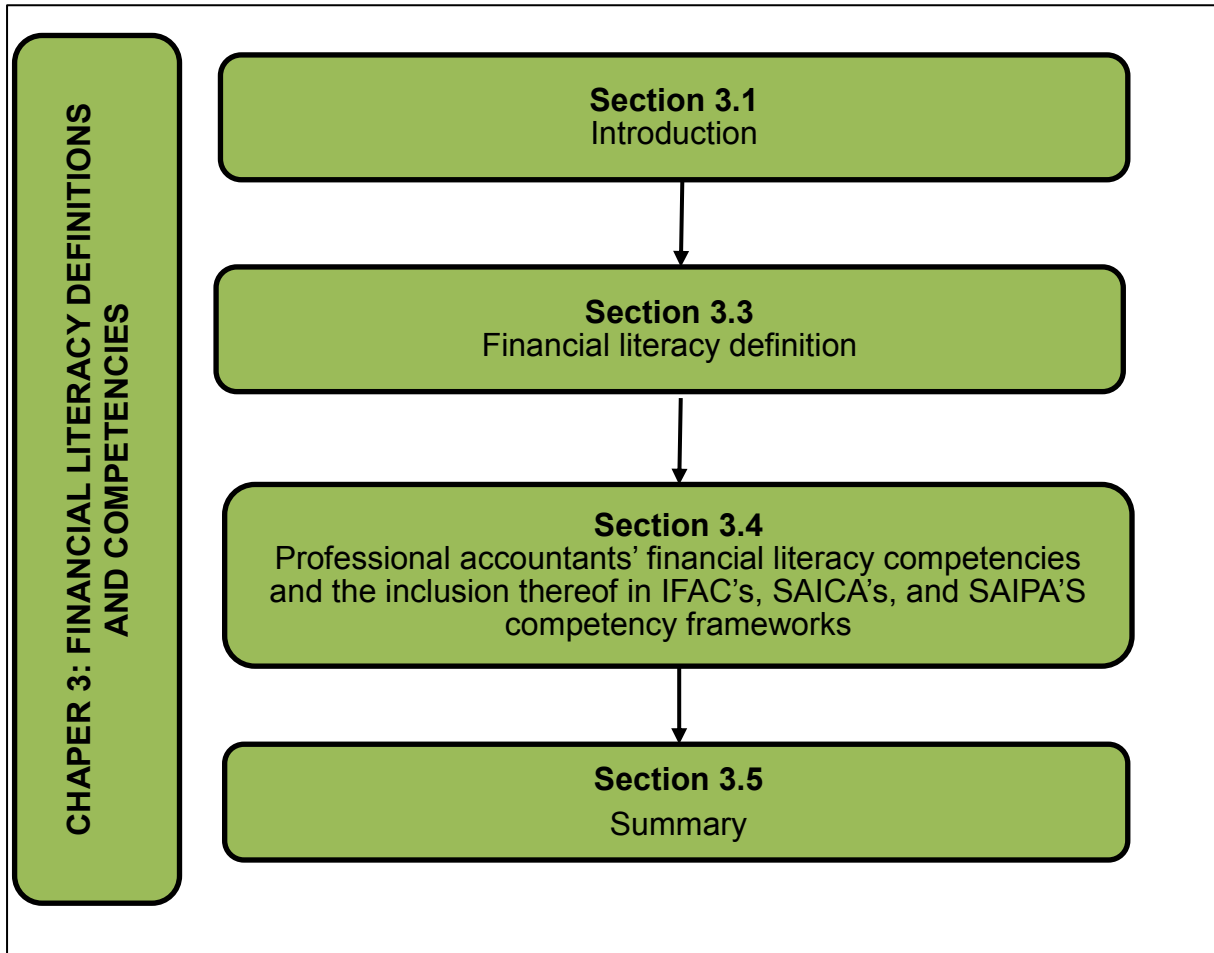 CHAPER 3: FINANCIAL LITERACY DEFINITIONS
AND COMPETENCIES
Section 3.1
Introduction
Section 3.3
Financial literacy definition
Section 3.4
Professional accountants’ financial literacy competencies
and the inclusion thereof in IFAC’s, SAICA’s, and SAIPA’S
competency frameworks
Section 3.5
Summary